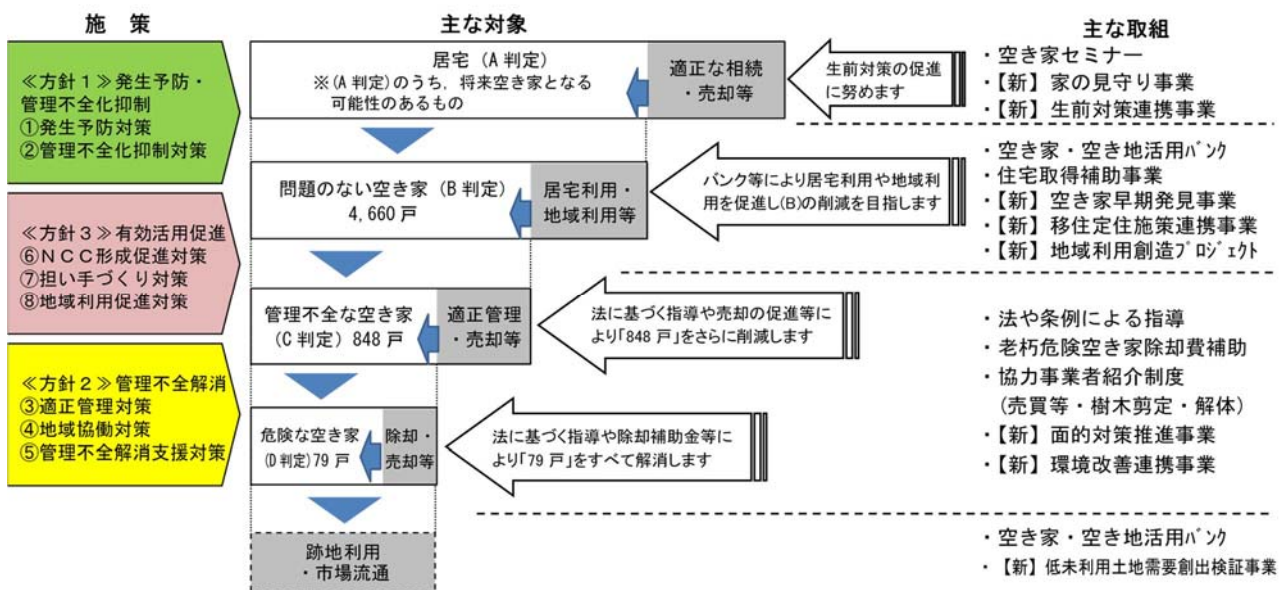 施 策
主な対象
主な取組
≪方針１≫発生予防・
管理不全化抑制
①発生予防対策
②管理不全化抑制対策
≪方針３≫有効活用促進
⑥ＮＣＣ形成促進対策
⑦担い手づくり対策
⑧地域利用促進対策
≪方針２≫管理不全解消
③適正管理対策
④地域協働対策
⑤管理不全解消支援対策
居宅（A 判定）
※(A 判定)のうち，将来空き家となる
可能性のあるもの
適正な相続
・売却等
生前対策の促進
に努めます
・空き家セミナー
・【新】家の見守り事業
・【新】生前対策連携事業
問題のない空き家（B 判定）
4,660 戸
居宅利用・
地域利用等
バンク等により居宅利用や地域利
用を促進し(B)の削減を目指します
・空き家・空き地活用ﾊﾞﾝｸ
・住宅取得補助事業
・【新】空き家早期発見事業
・【新】移住定住施策連携事業
・【新】地域利用創造ﾌﾟﾛｼﾞｪｸﾄ
管理不全な空き家
（C 判定）848 戸
適正管理
・売却等
法に基づく指導や売却の促進等に
より｢848 戸｣をさらに削減します
・法や条例による指導
・老朽危険空き家除却費補助
・協力事業者紹介制度
(売買等・樹木剪定・解体)
・【新】面的対策推進事業
・【新】環境改善連携事業
危険な空き家
(D 判定)79 戸
除却・
売却等
法に基づく指導や除却補助金等に
より｢79 戸｣をすべて解消します
跡地利用
・市場流通
・空き家・空き地活用ﾊﾞﾝｸ
・【新】低未利用土地需要創出検証事業